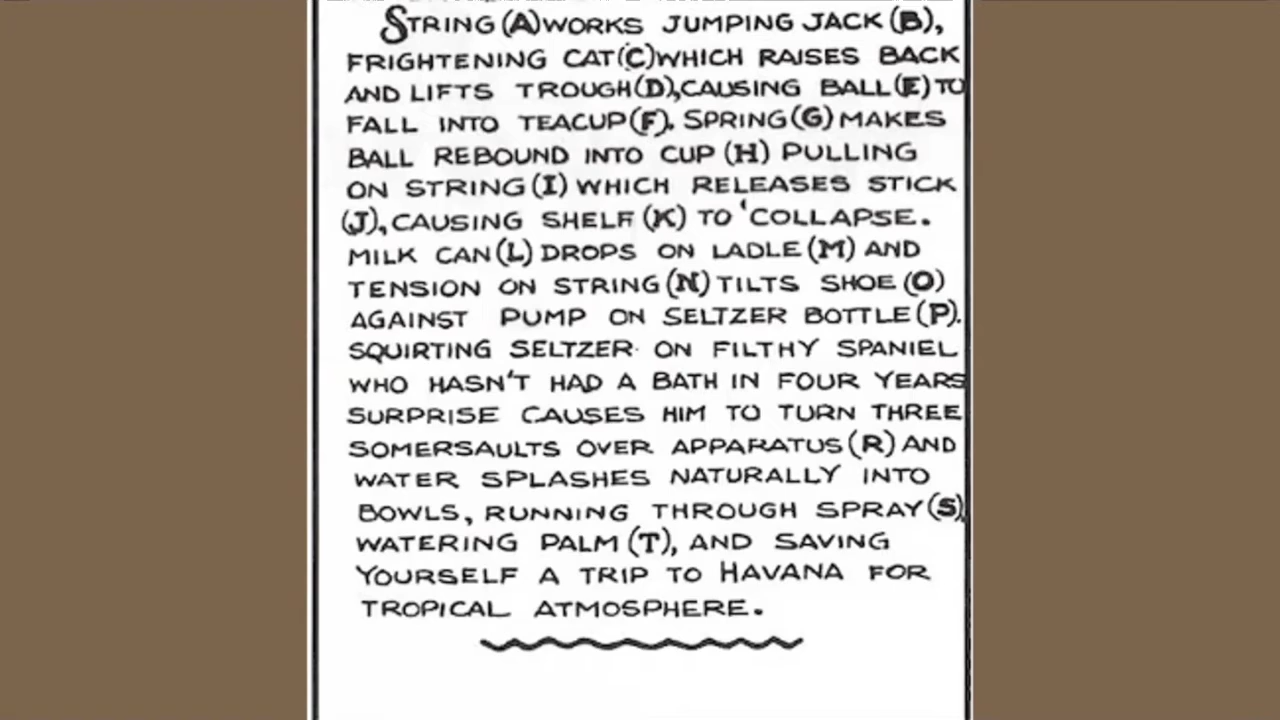 STRING (A) WORKS JUMPING JACK (B),
FRIGHTENING CAT (C) WHICH RAISES BACK
AND LIFTS TROUGH (D), CAUSING BALL (E) TO
FALL INTO TEACUP (F). SPRING (G) MAKES
BALL REBOUND INTO CUP (H) PULLING
ON STRING (I) WHICH RELEASES STICK
(J), CAUSING SHELF (K) TO 'COLLAPSE.
MILK CAN (L) DROPS ON LADLE (M) AND
TENSION ON STRING (N) TILTS SHOE (O)
AGAINST PUMP ON SELTZER BOTTLE (P).
SQUIRTING SELTZER ON FILTHY SPANIEL
WHO HASN'T HAD A BATH IN FOUR YEARS
SURPRISE CAUSES HIM TO TURN THREE
SOMERSAULTS OVER APPARATUS (R) AND
WATER SPLASHES NATURALLY INTO
BOWLS, RUNNING THROUGH SPRAY (S),
WATERING PALM (T), AND SAVING
YOURSELF A TRIP TO HAVANA FOR
TROPICAL ATMOSPHERE.